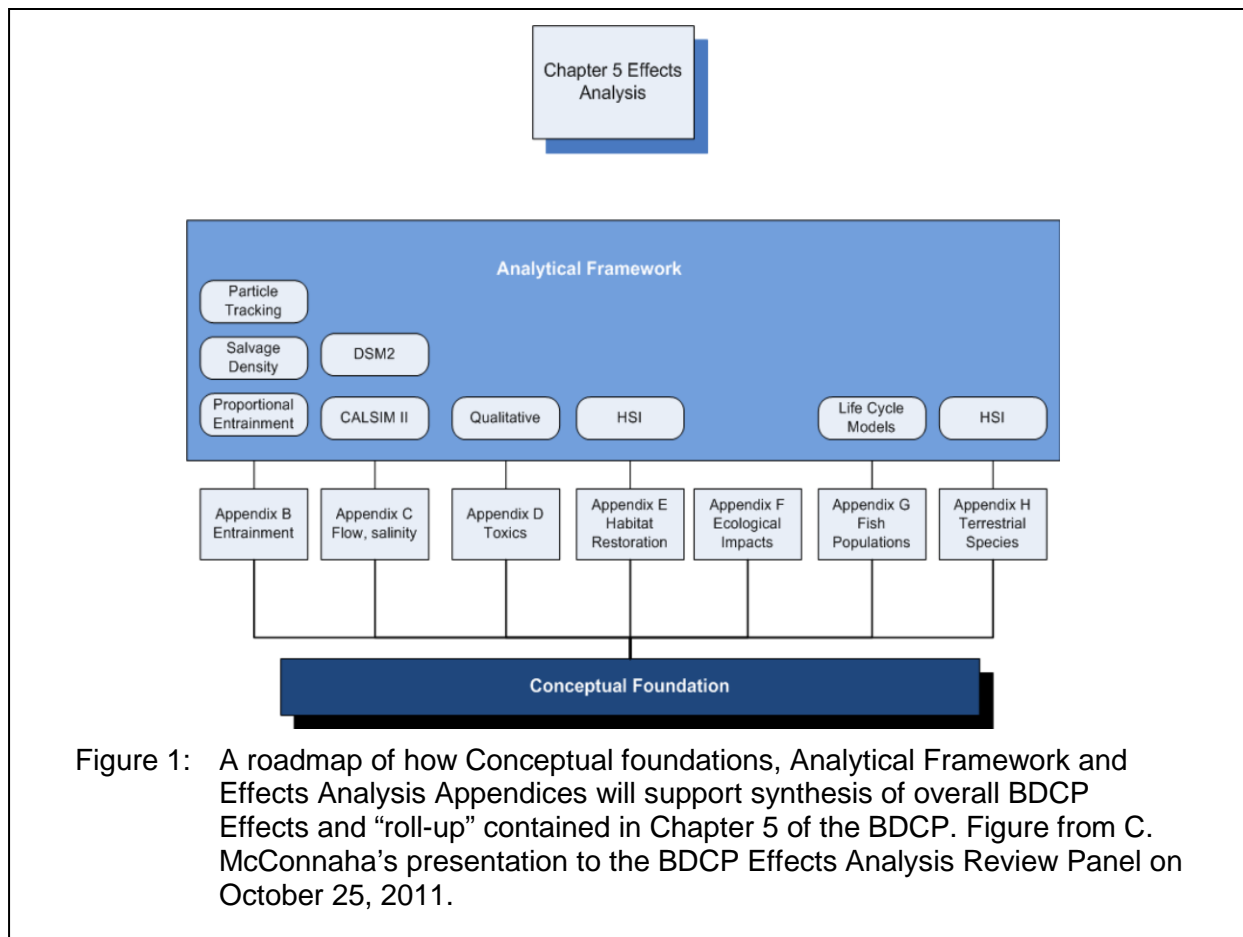 Chapter 5 Effects
Analysis
Analytical Framework
Particle
Tracking
Salvage
Density
DSM2
Proportional
Entrainment
CALSIM II
Qualitative
HSI
Life Cycle
Models
HSI
Appendix B
Entrainment
Appendix C
Flow, salinity
Appendix D
Toxics
Appendix E
Habitat
Restoration
Appendix F
Ecological
Impacts
Appendix G
Fish
Populations
Appendix H
Terrestrial
Species
Conceptual Foundation
Figure 1: A roadmap of how Conceptual foundations, Analytical Framework and
Effects Analysis Appendices will support synthesis of overall BDCP
Effects and “roll-up” contained in Chapter 5 of the BDCP. Figure from C.
McConnaha’s presentation to the BDCP Effects Analysis Review Panel on
October 25, 2011.